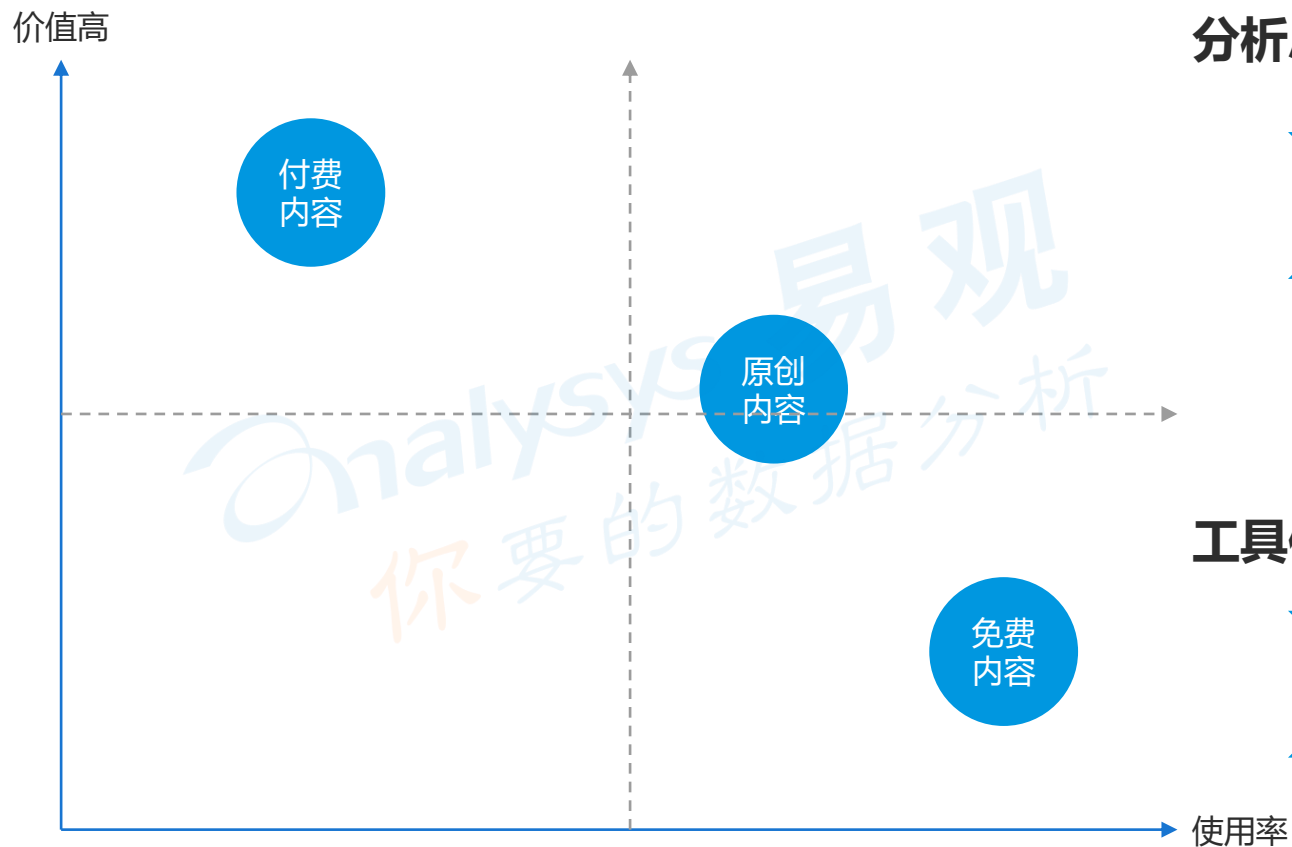 价值高
分析
付费
内容
原创
内容
工具
免费
内容
使用率
analysys 易观
你要的数据分析